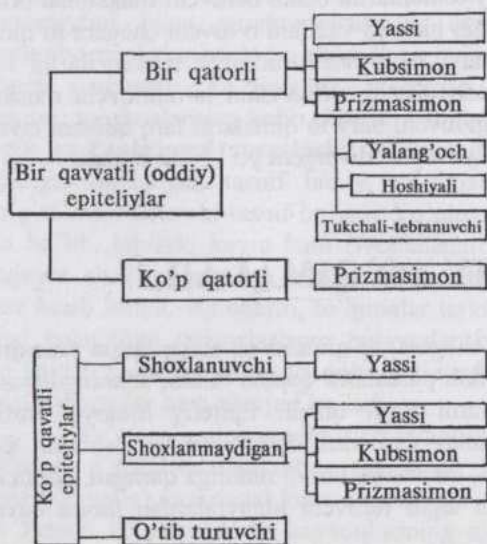 Yassi
Bir qatorli
Kubsimon
Prizmasimon
Yalang'och
Bir qavvatli (oddiy)
epiteliylar
Hoshiyali
Tukchali-tebranuvchi
Ko'p qatorli
Prizmasimon
Ko'p qavatli
epiteliylar
Shoxlanuvchi
Yassi
Yassi
Shoxlanmaydigan
Kubsimon
Prizmasimon
O'tib turuvchi